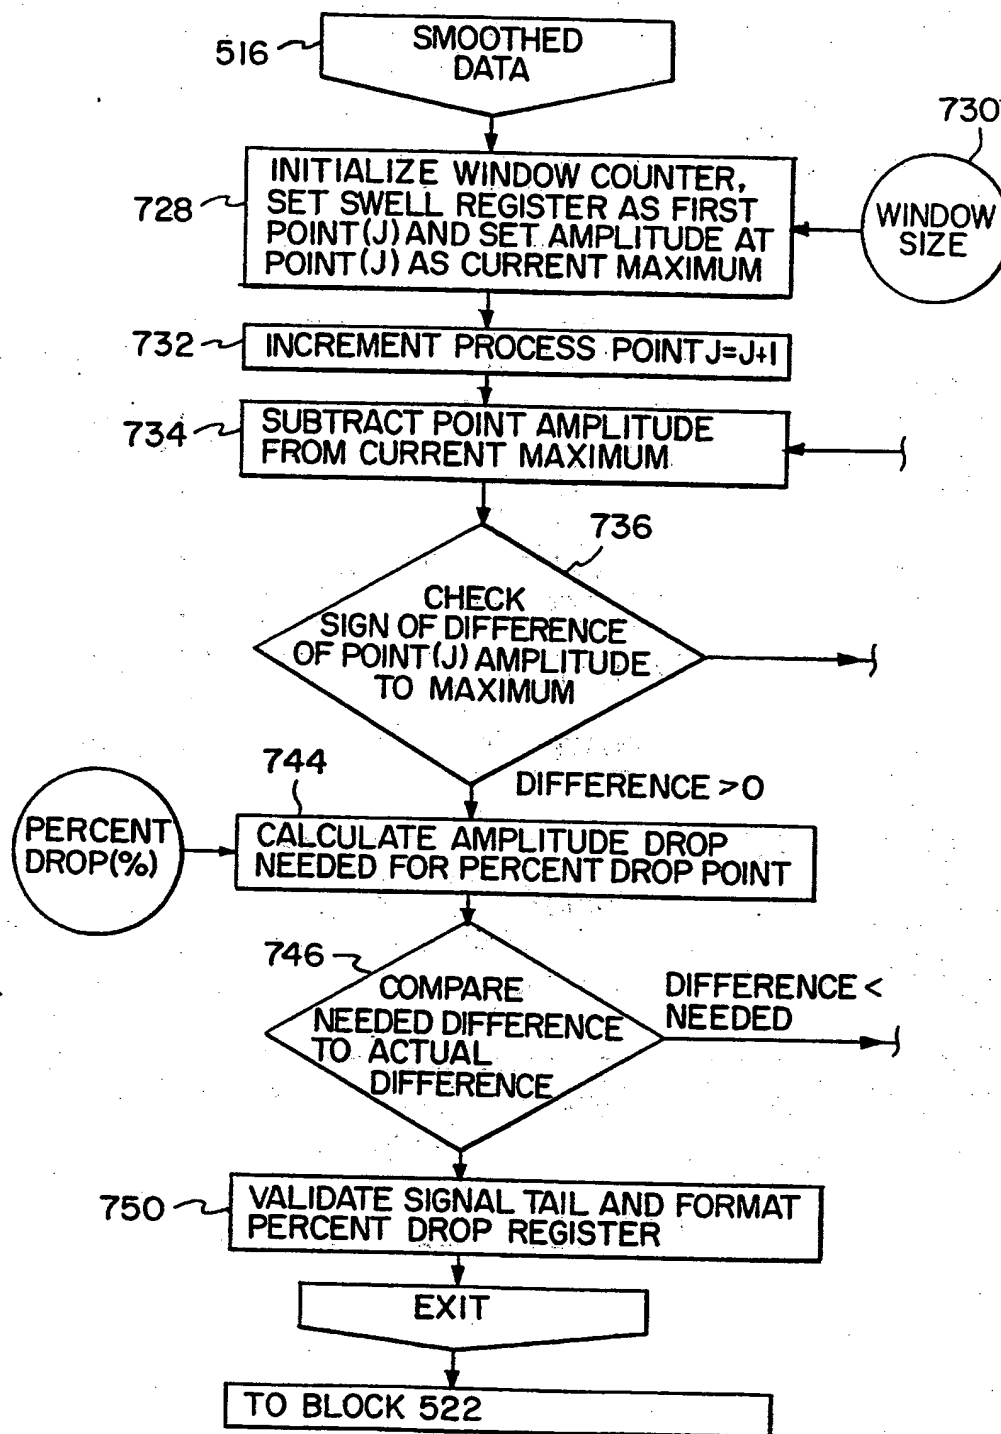 516
SMOOTHED
DATA
730
INITIALIZE WINDOW COUNTER,
SET SWELL REGISTER AS FIRST
POINT(J) AND SET AMPLITUDE AT
POINT(J) AS CURRENT MAXIMUM
728
WINDOW
SIZE
732
INCREMENT PROCESS POINT J=J+1
734
SUBTRACT POINT AMPLITUDE
FROM CURRENT MAXIMUM
736
CHECK
SIGN OF DIFFERENCE
OF POINT(J) AMPLITUDE
TO MAXIMUM
744
DIFFERENCE >0
PERCENT
DROP(%)
CALCULATE AMPLITUDE DROP
NEEDED FOR PERCENT DROP POINT
746
COMPARE
NEEDED DIFFERENCE
TO ACTUAL
DIFFERENCE
DIFFERENCE <
NEEDED
750
VALIDATE SIGNAL TAIL AND FORMAT
PERCENT DROP REGISTER
EXIT
TO BLOCK 522